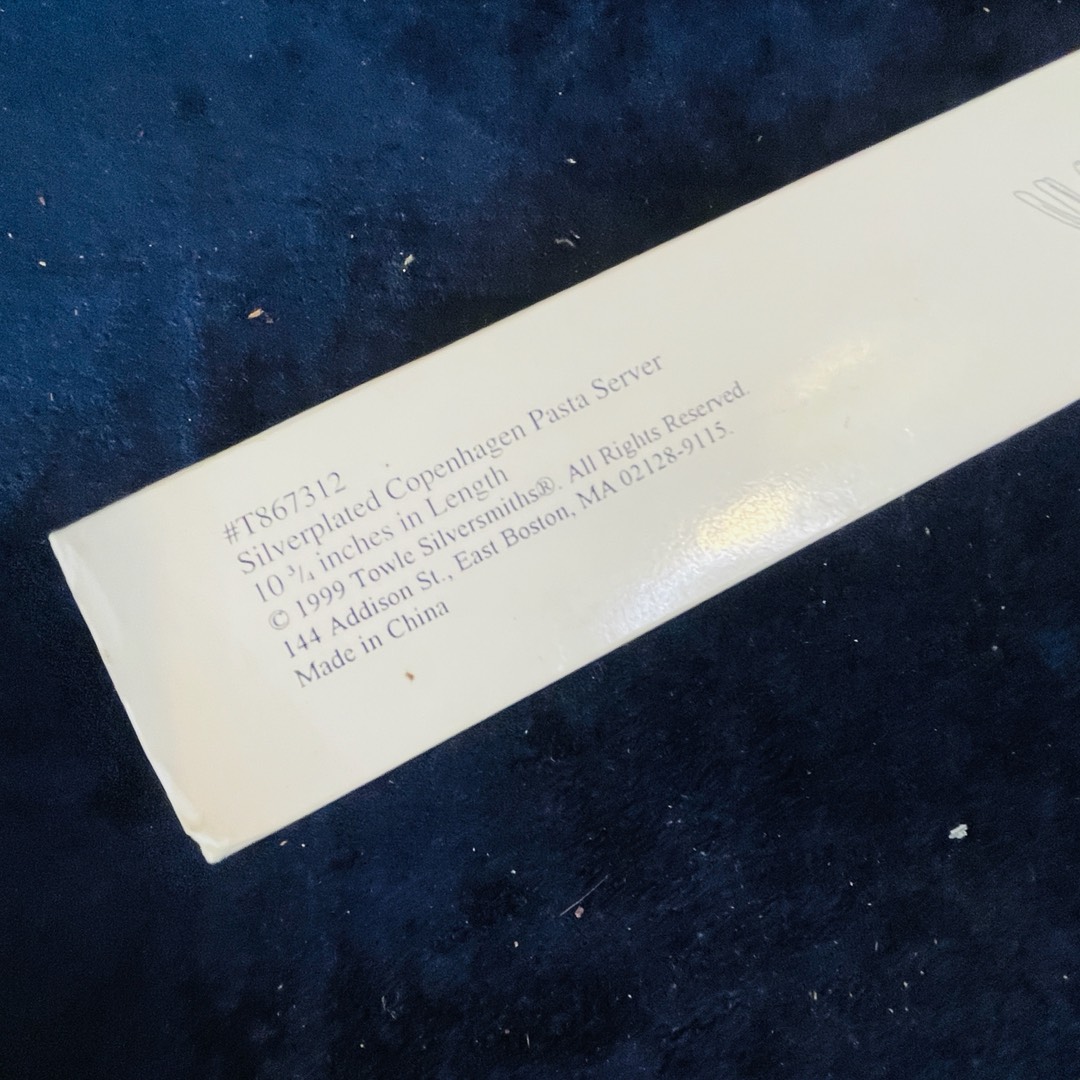 #T867312
Silverplated Copenhagen Pasta Server
10 ¾ inches in Length
© 1999 Towle Silversmiths®. All Rights Reserved.
144 Addison St., East Boston, MA 02128-9115.
Made in China